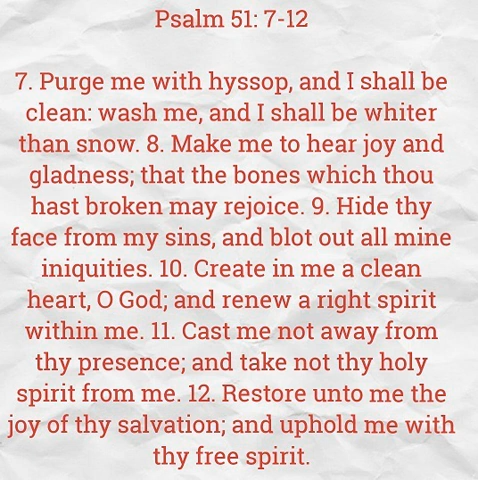 Psalm 51: 7-12
7. Purge me with hyssop, and I shall be
clean: wash me, and I shall be whiter
than snow. 8. Make me to hear joy and
gladness; that the bones which thou
hast broken may rejoice. 9. Hide thy
face from my sins, and blot out all mine
iniquities. 10. Create in me a clean
heart, O God; and renew a right spirit
within me. 11. Cast me not away from
thy presence; and take not thy holy
spirit from me. 12. Restore unto me the
joy of thy salvation; and uphold me with
thy free spirit.